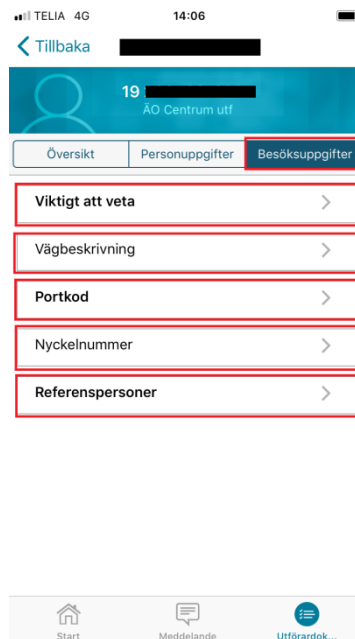 TELIA 4G 14:06
Tillbaka
19
ÄO Centrum utf
Översikt Personuppgifter Besöksuppgifter
Viktigt att veta
Vägbeskrivning
Portkod
Nyckelnummer
Referenspersoner
Start Meddelande Utförardok...